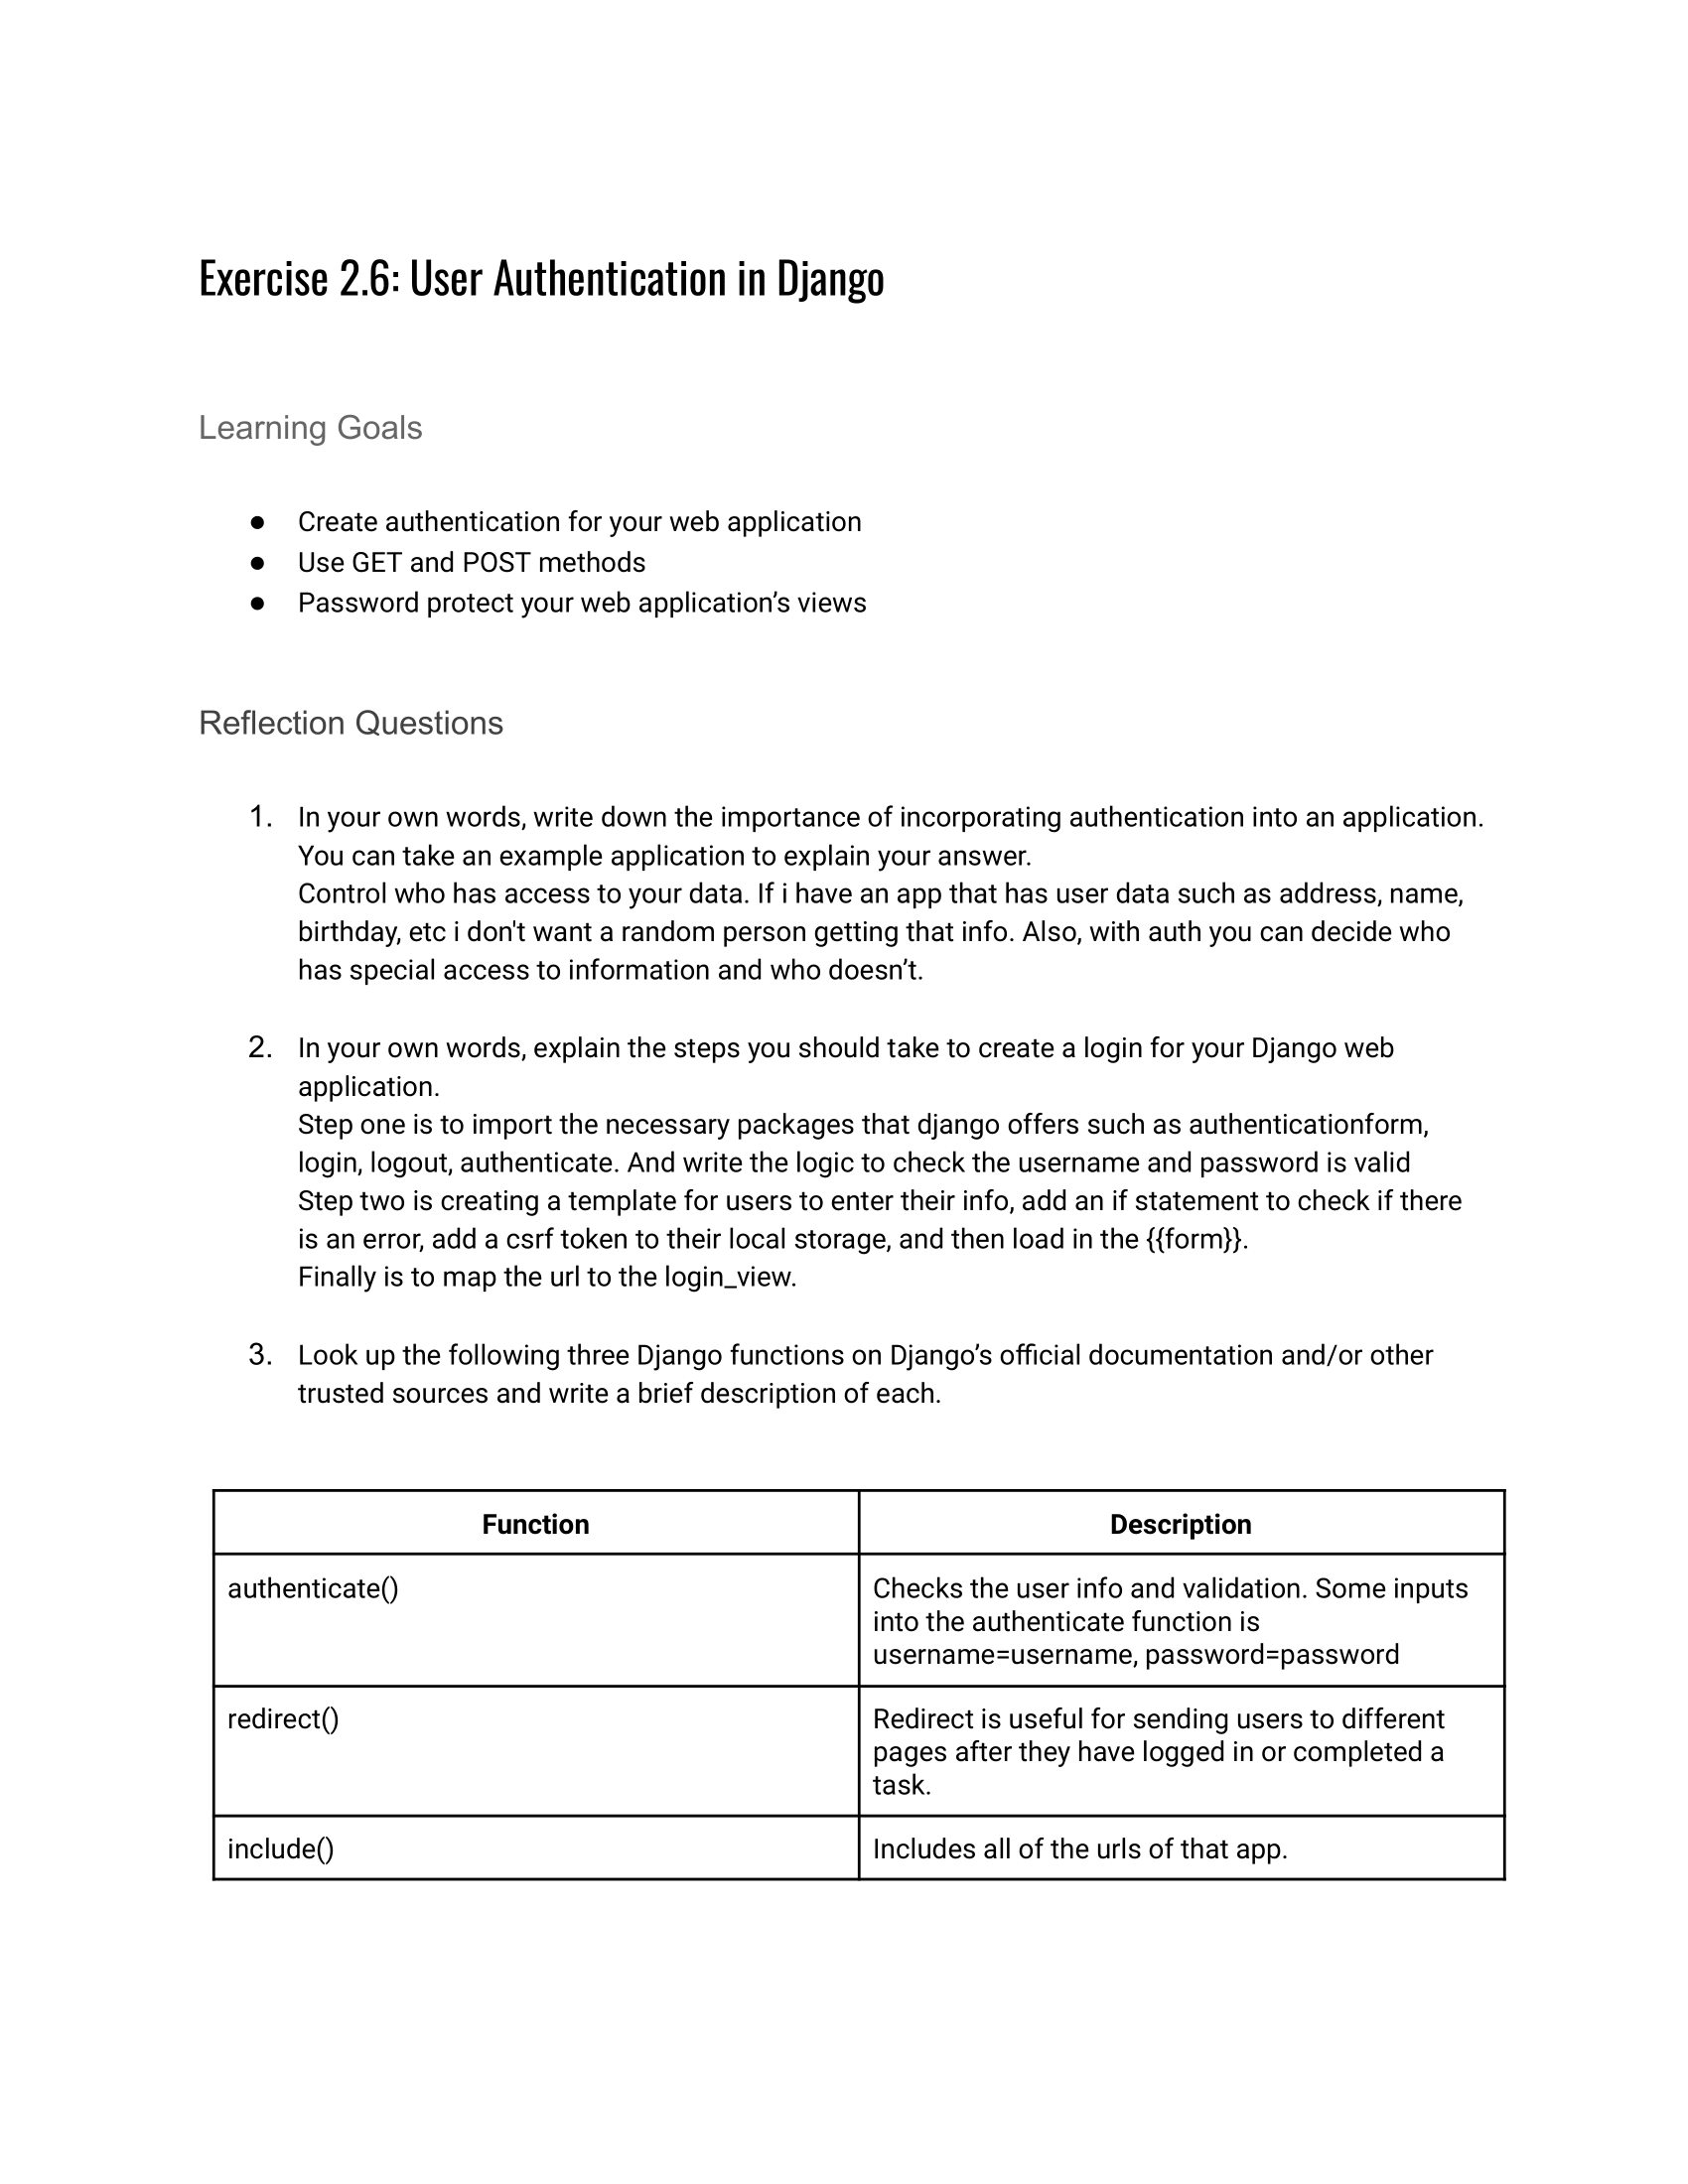 Exercise 2.6: User Authentication in Django
Learning Goals
● Create authentication for your web application
● Use GET and POST methods
● Password protect your web application’s views
Reflection Questions
1. In your own words, write down the importance of incorporating authentication into an application.
You can take an example application to explain your answer.
Control who has access to your data. If i have an app that has user data such as address, name,
birthday, etc i don't want a random person getting that info. Also, with auth you can decide who
has special access to information and who doesn’t.
2. In your own words, explain the steps you should take to create a login for your Django web
application.
Step one is to import the necessary packages that django offers such as authenticationform,
login, logout, authenticate. And write the logic to check the username and password is valid
Step two is creating a template for users to enter their info, add an if statement to check if there
is an error, add a csrf token to their local storage, and then load in the {{form}}.
Finally is to map the url to the login_view.
3. Look up the following three Django functions on Django’s official documentation and/or other
trusted sources and write a brief description of each.
Function Description
authenticate() Checks the user info and validation. Some inputs
into the authenticate function is
username=username, password=password
redirect() Redirect is useful for sending users to different
pages after they have logged in or completed a
task.
include() Includes all of the urls of that app.